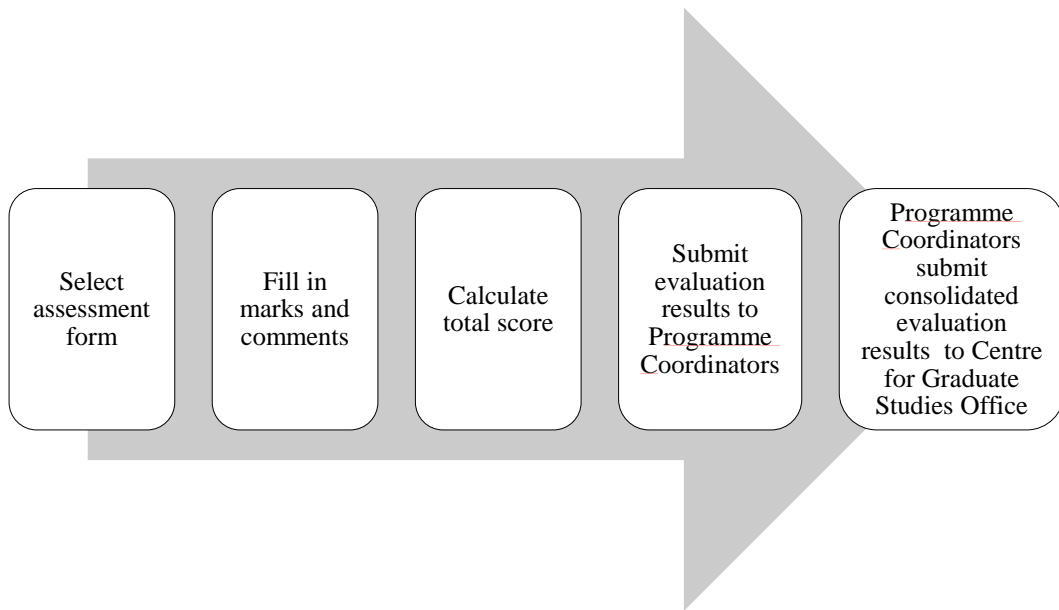 Select
assessment
form
Fill in
marks and
comments
Calculate
total score
Submit
evaluation
results to
Programme
Coordinators
Programme
Coordinators
submit
consolidated
evaluation
results  to Centre
for Graduate
Studies Office